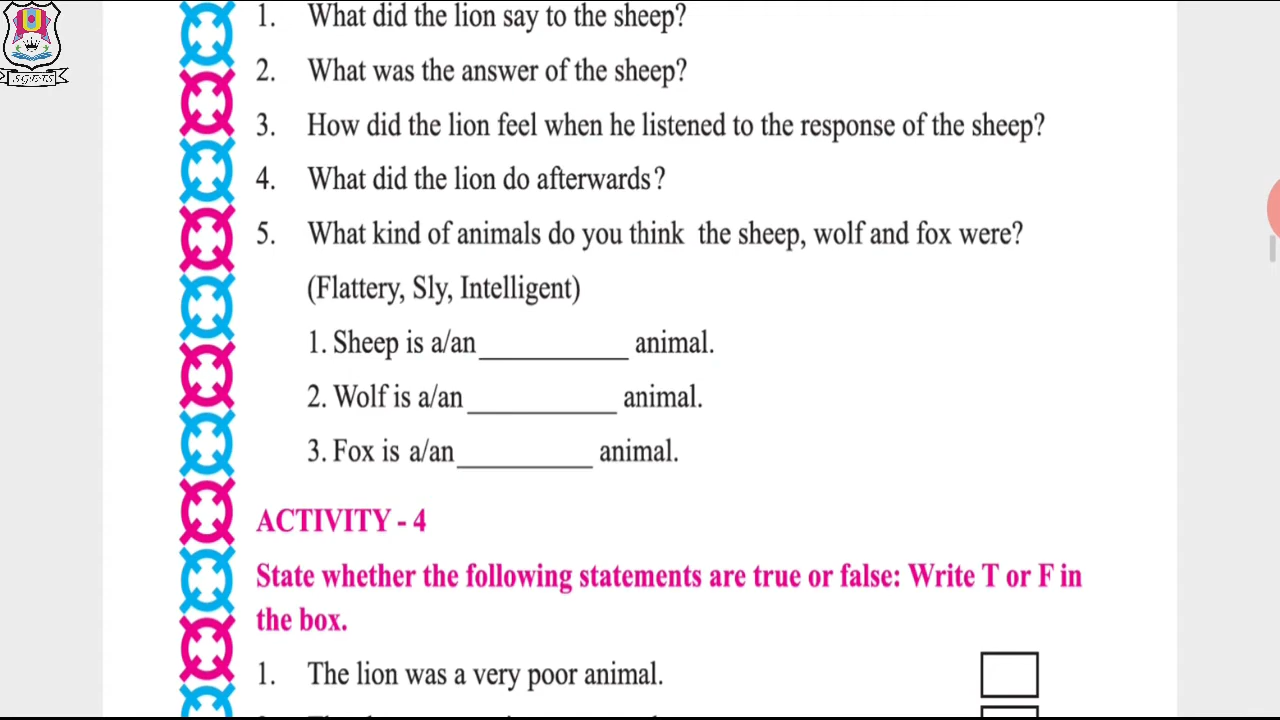 1. What did the lion say to the sheep?
2. What was the answer of the sheep?
3. How did the lion feel when he listened to the response of the sheep?
4. What did the lion do afterwards?
5. What kind of animals do you think the sheep, wolf and fox were?
(Flattery, Sly, Intelligent)
1. Sheep is a/an ____________ animal.
2. Wolf is a/an ____________ animal.
3. Fox is a/an ___________ animal.
ACTIVITY - 4
State whether the following statements are true or false: Write T or F in
the box.
1. The lion was a very poor animal.